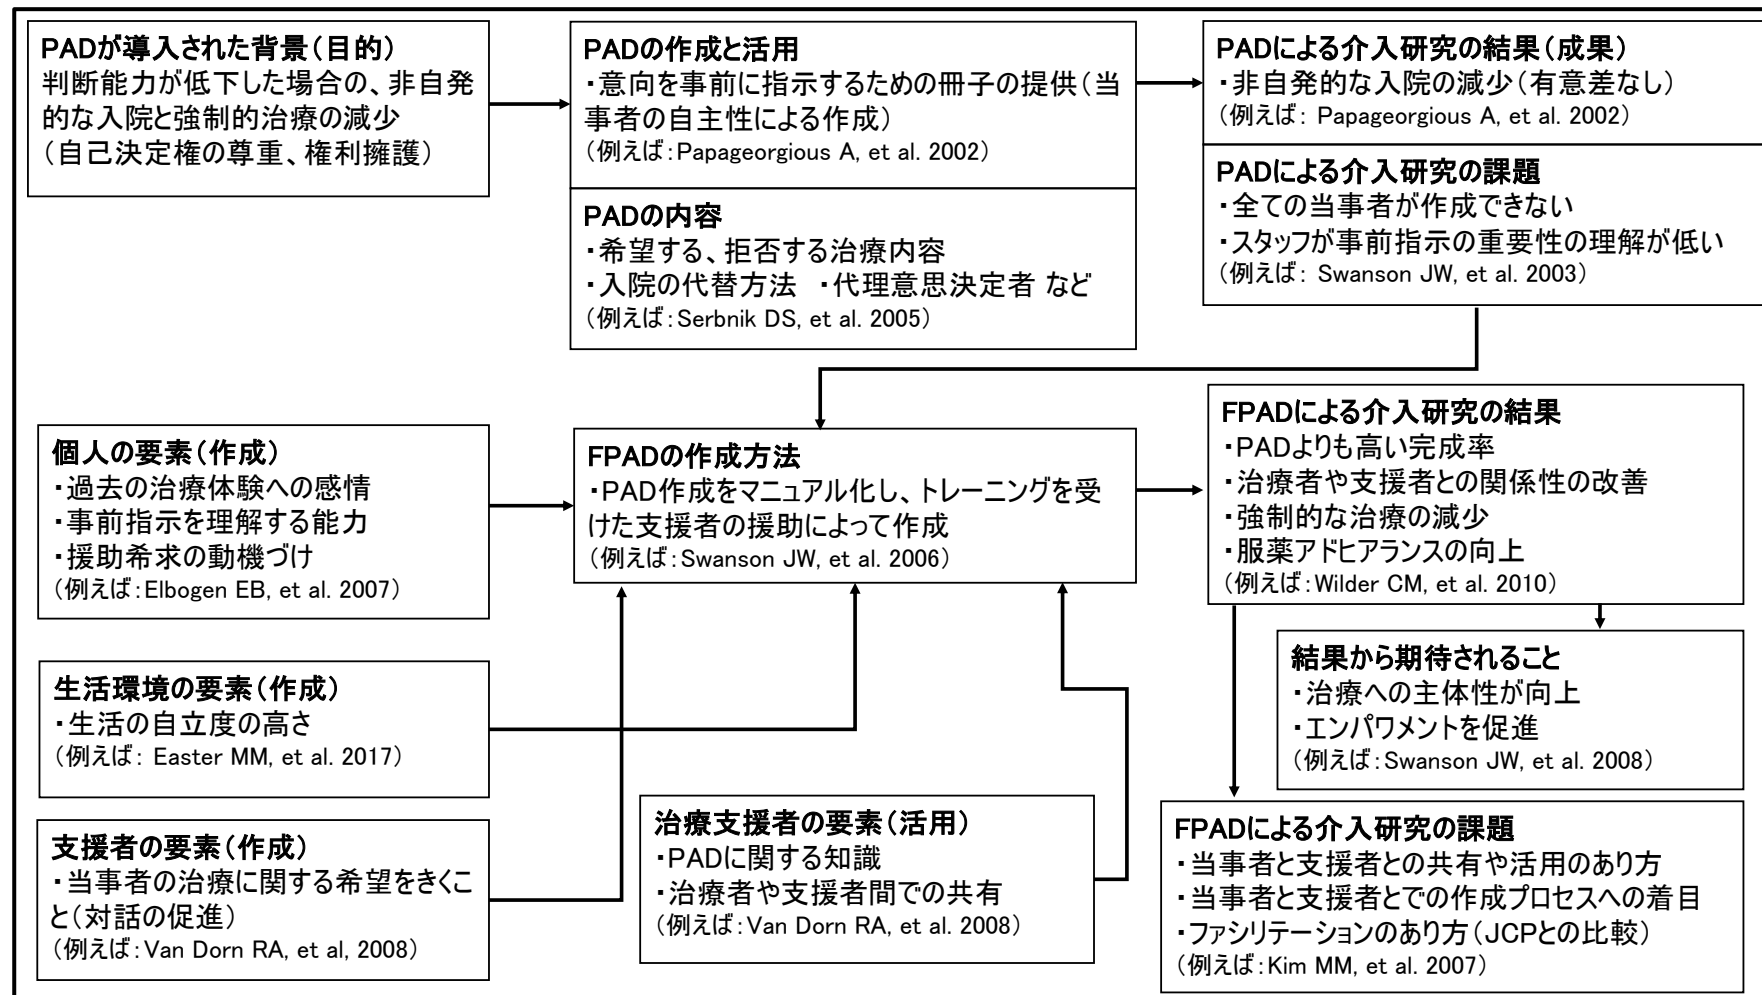 PADが導入された背景(目的)
判断能力が低下した場合の、非自発
的な入院と強制的治療の減少
(自己決定権の尊重、権利擁護)
PADの作成と活用
・意向を事前に指示するための冊子の提供(当
事者の自主性による作成)
(例えば:Papageorgious A, et al. 2002)
PADの内容
・希望する、拒否する治療内容
・入院の代替方法 ・代理意思決定者 など
(例えば:Serbnik DS, et al. 2005)
PADによる介入研究の結果(成果)
・非自発的な入院の減少(有意差なし)
(例えば: Papageorgious A, et al. 2002)
PADによる介入研究の課題
・全ての当事者が作成できない
・スタッフが事前指示の重要性の理解が低い
(例えば: Swanson JW, et al. 2003)
個人の要素(作成)
・過去の治療体験への感情
・事前指示を理解する能力
・援助希求の動機づけ
(例えば:Elbogen EB, et al. 2007)
FPADの作成方法
・PAD作成をマニュアル化し、トレーニングを受
けた支援者の援助によって作成
(例えば:Swanson JW, et al. 2006)
FPADによる介入研究の結果
・PADよりも高い完成率
・治療者や支援者との関係性の改善
・強制的な治療の減少
・服薬アドヒアランスの向上
(例えば:Wilder CM, et al. 2010)
生活環境の要素(作成)
・生活の自立度の高さ
(例えば: Easter MM, et al. 2017)
結果から期待されること
・治療への主体性が向上
・エンパワメントを促進
(例えば:Swanson JW, et al. 2008)
支援者の要素(作成)
・当事者の治療に関する希望をきくこ
と(対話の促進)
(例えば:Van Dorn RA, et al, 2008)
治療支援者の要素(活用)
・PADに関する知識
・治療者や支援者間での共有
(例えば:Van Dorn RA, et al. 2008)
FPADによる介入研究の課題
・当事者と支援者との共有や活用のあり方
・当事者と支援者とでの作成プロセスへの着目
・ファシリテーションのあり方(JCPとの比較)
(例えば:Kim MM, et al. 2007)